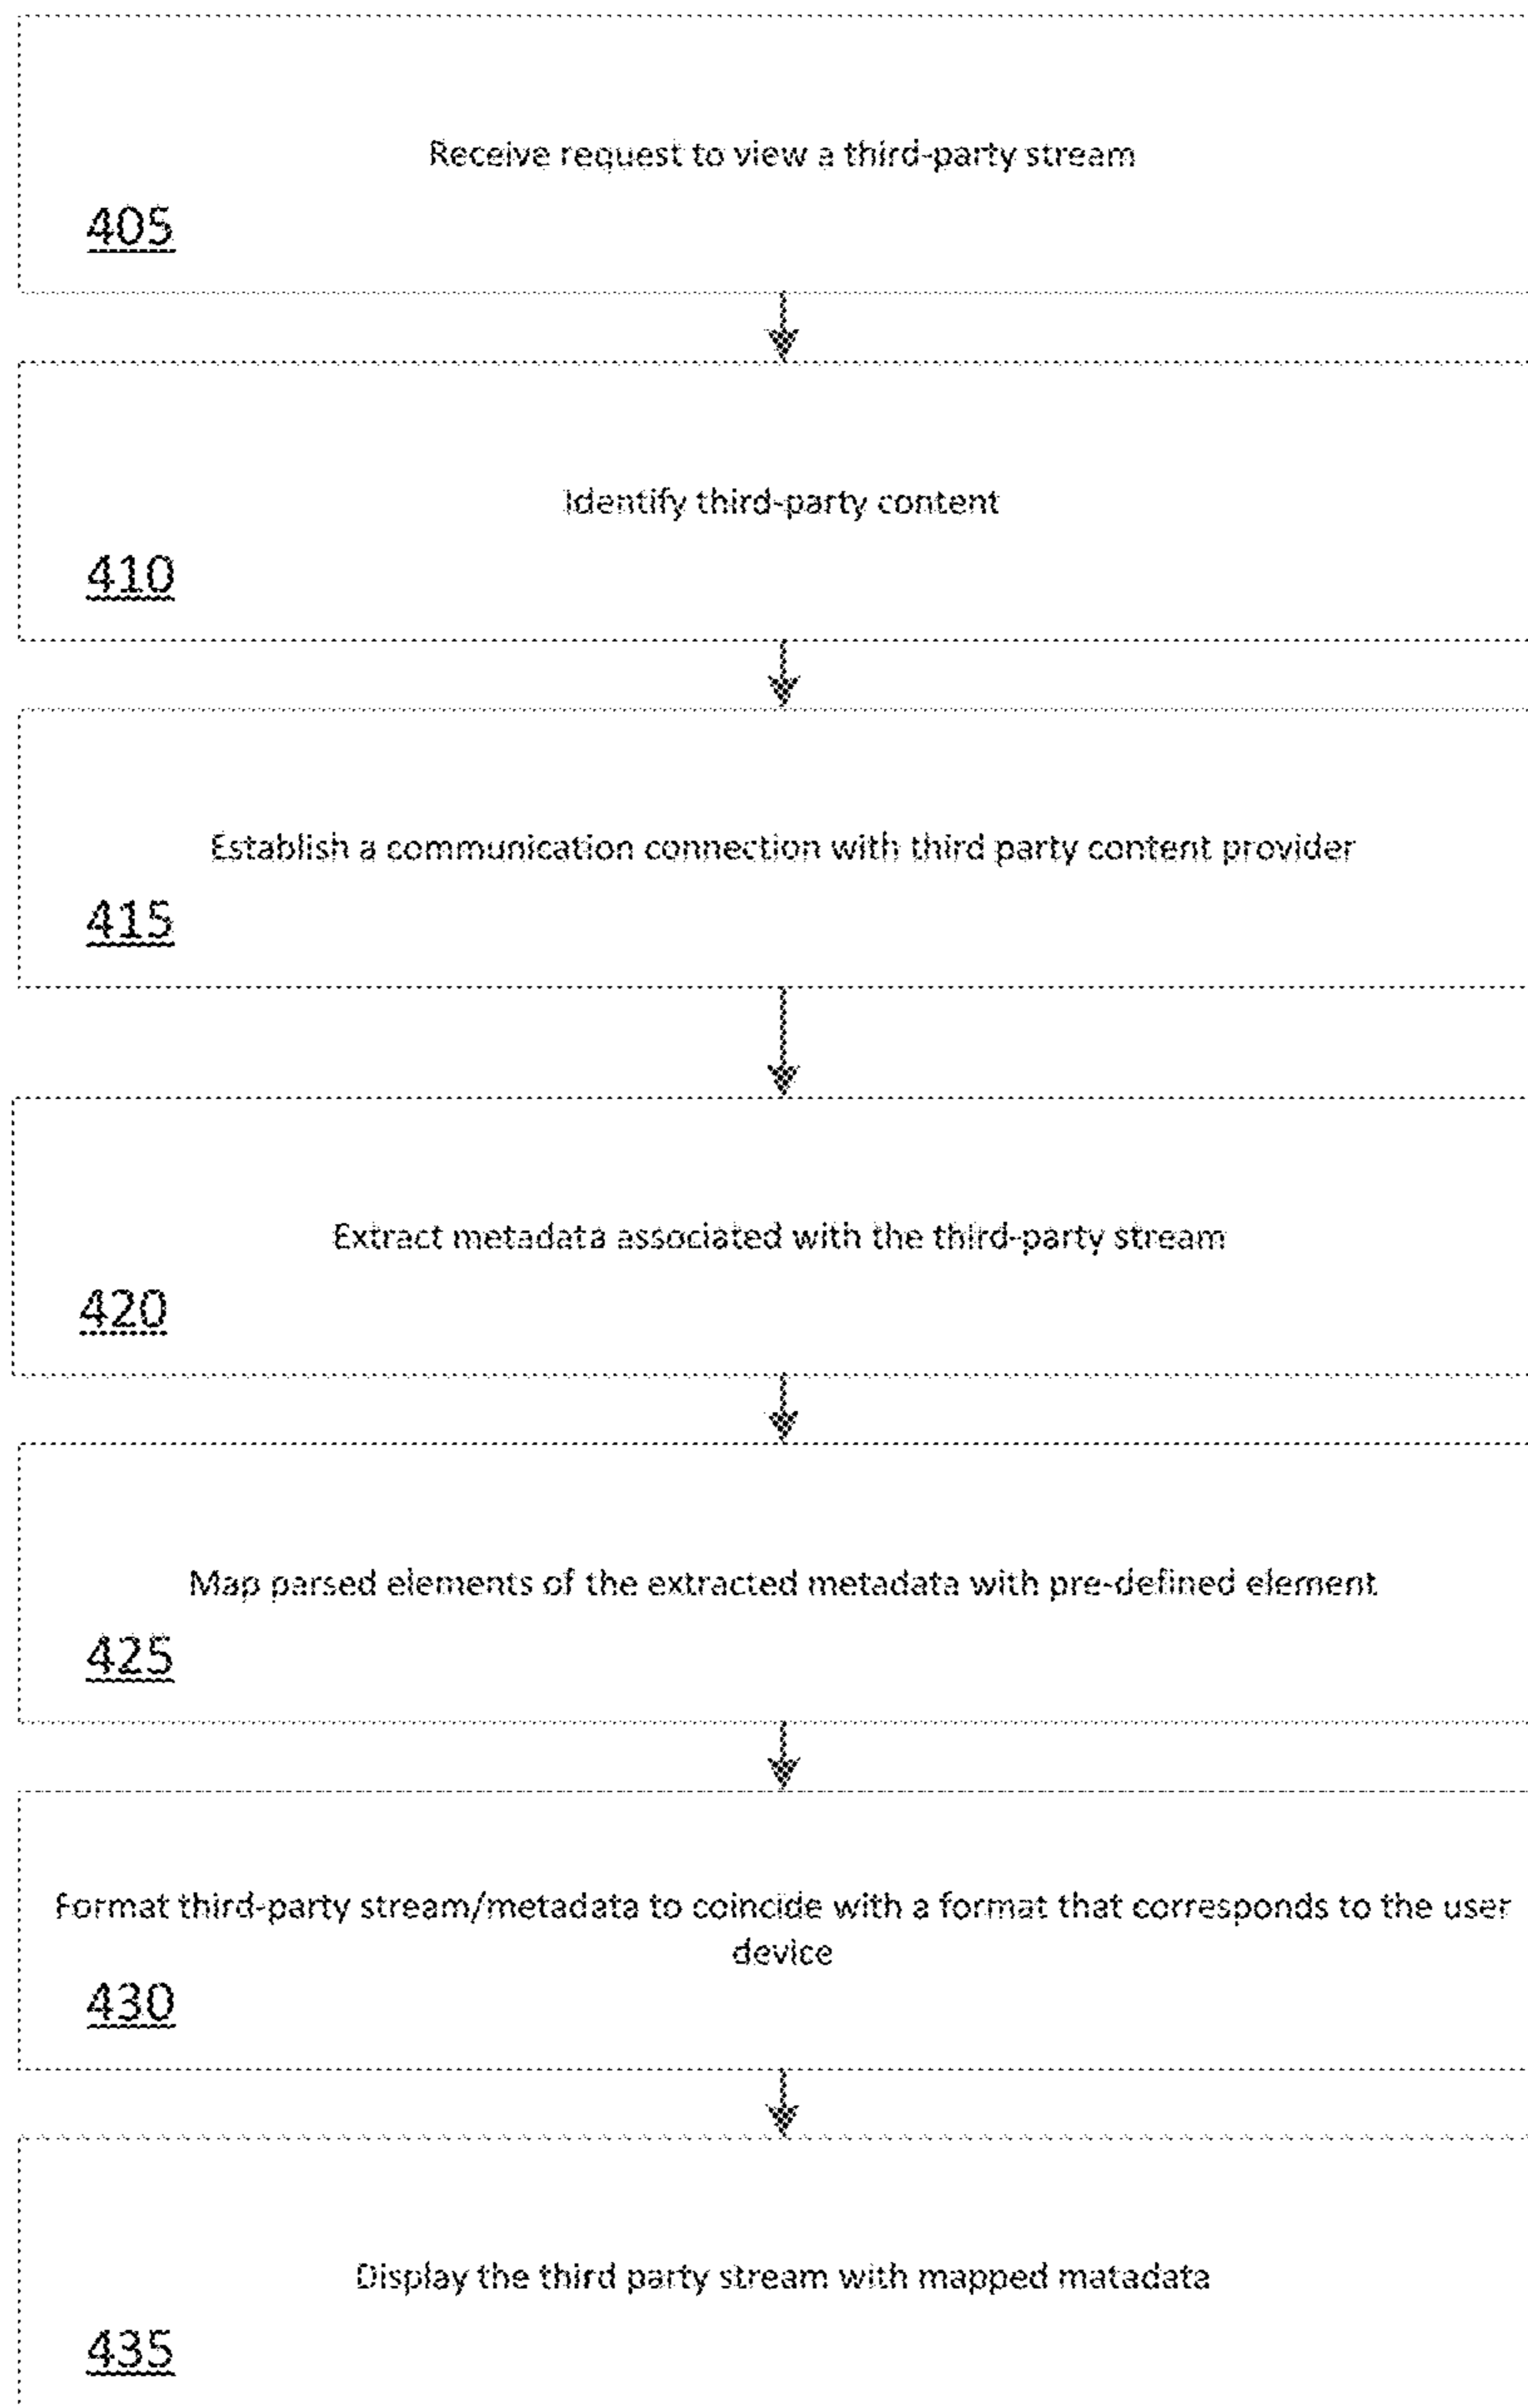 Receive request to view a third-party stream
405
Identify third-party content
410
Establish a communication connection with third party content provider
415
Extract metadata associated with the third-party stream
420
Map parsed elements of the extracted metadata with pre-defined element
425
Format third-party stream/metadata to coincide with a format that corresponds to the user
device
430
Display the third party stream with mapped matadata
435